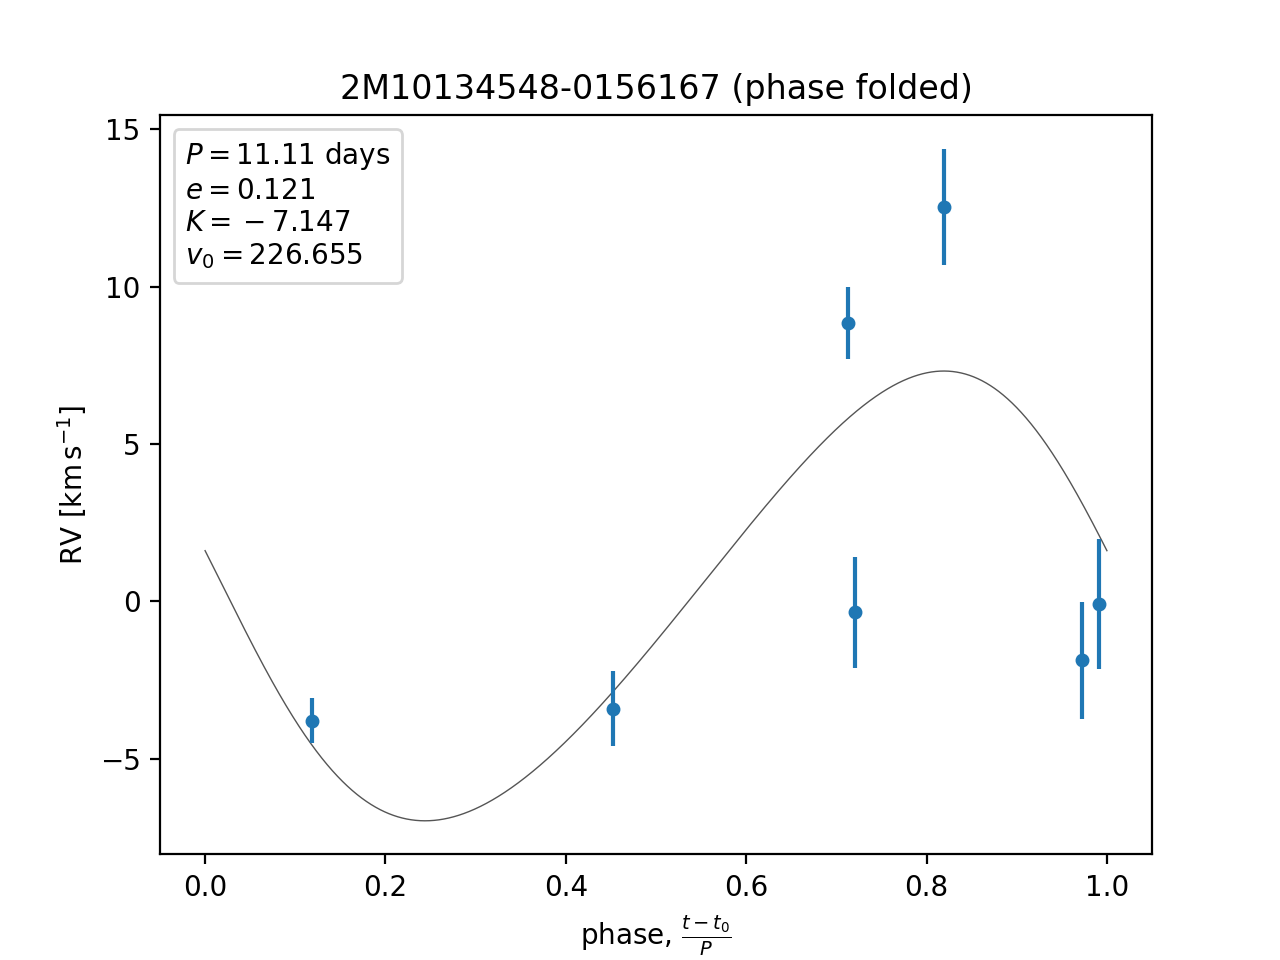 2M10134548-0156167 (phase folded)
P = 11.11 days
e = 0.121
K = −7.147
v₀ = 226.655
RV [km s⁻¹]
15
10
5
0
−5
0.0 0.2 0.4 0.6 0.8 1.0
phase, (t − t₀)/P